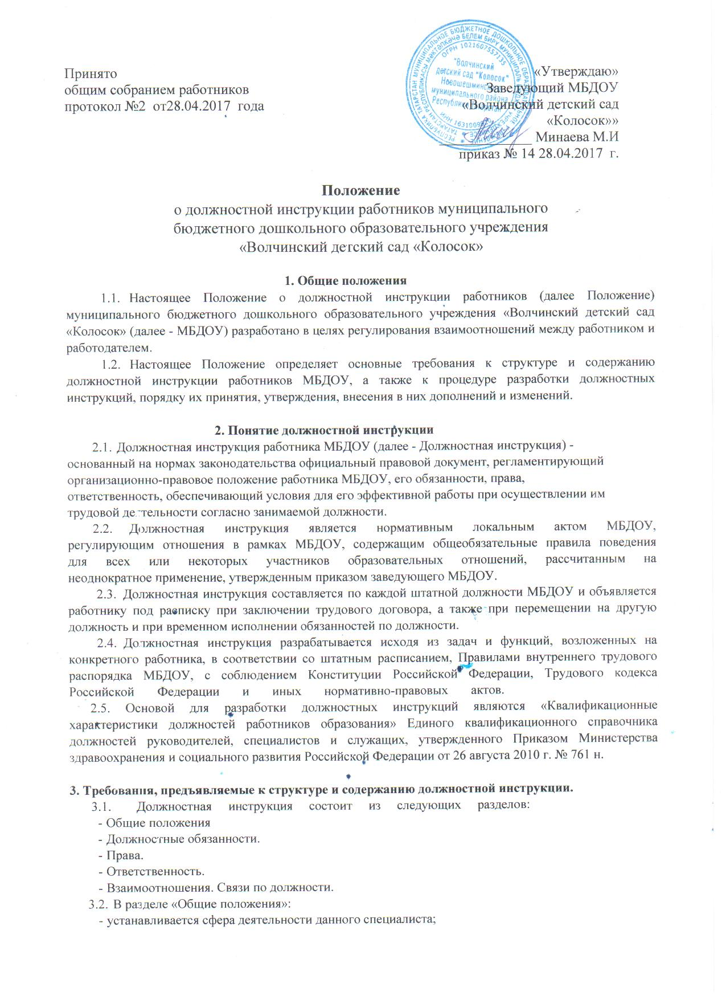 Принято
общим собранием работников
протокол №2 от28.04.2017 года
«Утверждаю»
Заведующий МБДОУ
«Волчинский детский сад
«Колосок»»
Минаева М.И
приказ № 14 28.04.2017 г.
РЕСПУБЛИКА ТАТАРСТАН МУНИЦИПАЛЬНОЕ БЮДЖЕТНОЕ ДОШКОЛЬНОЕ ОБРАЗОВАТЕЛЬНОЕ УЧРЕЖДЕНИЕ
ОГРН 1021607557135
"Волчинский
детский сад "Колосок"
муниципального района
Положение
о должностной инструкции работников муниципального
бюджетного дошкольного образовательного учреждения
«Волчинский детский сад «Колосок»
1. Общие положения
1.1. Настоящее Положение о должностной инструкции работников (далее Положение)
муниципального бюджетного дошкольного образовательного учреждения «Волчинский детский сад
«Колосок» (далее - МБДОУ) разработано в целях регулирования взаимоотношений между работником и
работодателем.
1.2. Настоящее Положение определяет основные требования к структуре и содержанию
должностной инструкции работников МБДОУ, а также к процедуре разработки должностных
инструкций, порядку их принятия, утверждения, внесения в них дополнений и изменений.
2. Понятие должностной инструкции
2.1. Должностная инструкция работника МБДОУ (далее - Должностная инструкция) -
основанный на нормах законодательства официальный правовой документ, регламентирующий
организационно-правовое положение работника МБДОУ, его обязанности, права,
ответственность, обеспечивающий условия для его эффективной работы при осуществлении им
трудовой деятельности согласно занимаемой должности.
2.2. Должностная инструкция является нормативным локальным актом МБДОУ,
регулирующим отношения в рамках МБДОУ, содержащим общеобязательные правила поведения
для всех или некоторых участников образовательных отношений, рассчитанным на
неоднократное применение, утвержденным приказом заведующего МБДОУ.
2.3. Должностная инструкция составляется по каждой штатной должности МБДОУ и объявляется
работнику под расписку при заключении трудового договора, а также при перемещении на другую
должность и при временном исполнении обязанностей по должности.
2.4. Должностная инструкция разрабатывается исходя из задач и функций, возложенных на
конкретного работника, в соответствии со штатным расписанием, Правилами внутреннего трудового
распорядка МБДОУ, с соблюдением Конституции Российской Федерации, Трудового кодекса
Российской Федерации и иных нормативно-правовых актов.
2.5. Основой для разработки должностных инструкций являются «Квалификационные
характеристики должностей работников образования» Единого квалификационного справочника
должностей руководителей, специалистов и служащих, утвержденного Приказом Министерства
здравоохранения и социального развития Российской Федерации от 26 августа 2010 г. № 761 н.
3. Требования, предъявляемые к структуре и содержанию должностной инструкции.
3.1. Должностная инструкция состоит из следующих разделов:
- Общие положения
- Должностные обязанности.
- Права.
- Ответственность.
- Взаимоотношения. Связи по должности.
3.2. В разделе «Общие положения»:
- устанавливается сфера деятельности данного специалиста;